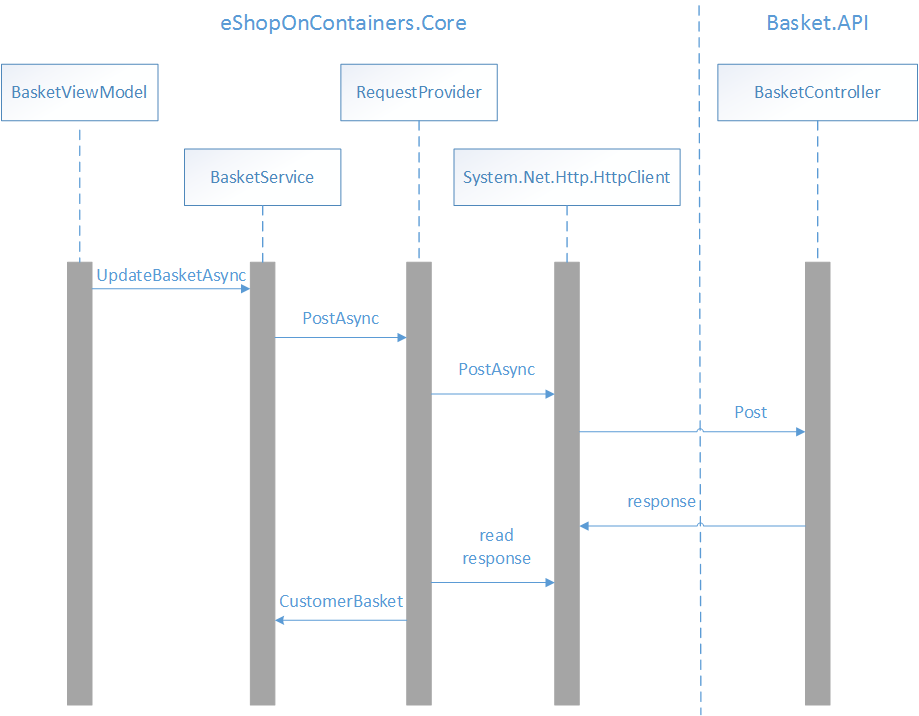 eShopOnContainers.Core
Basket.API
BasketViewModel
RequestProvider
BasketController
BasketService
System.Net.Http.HttpClient
UpdateBasketAsync
PostAsync
PostAsync
Post
response
read
response
CustomerBasket